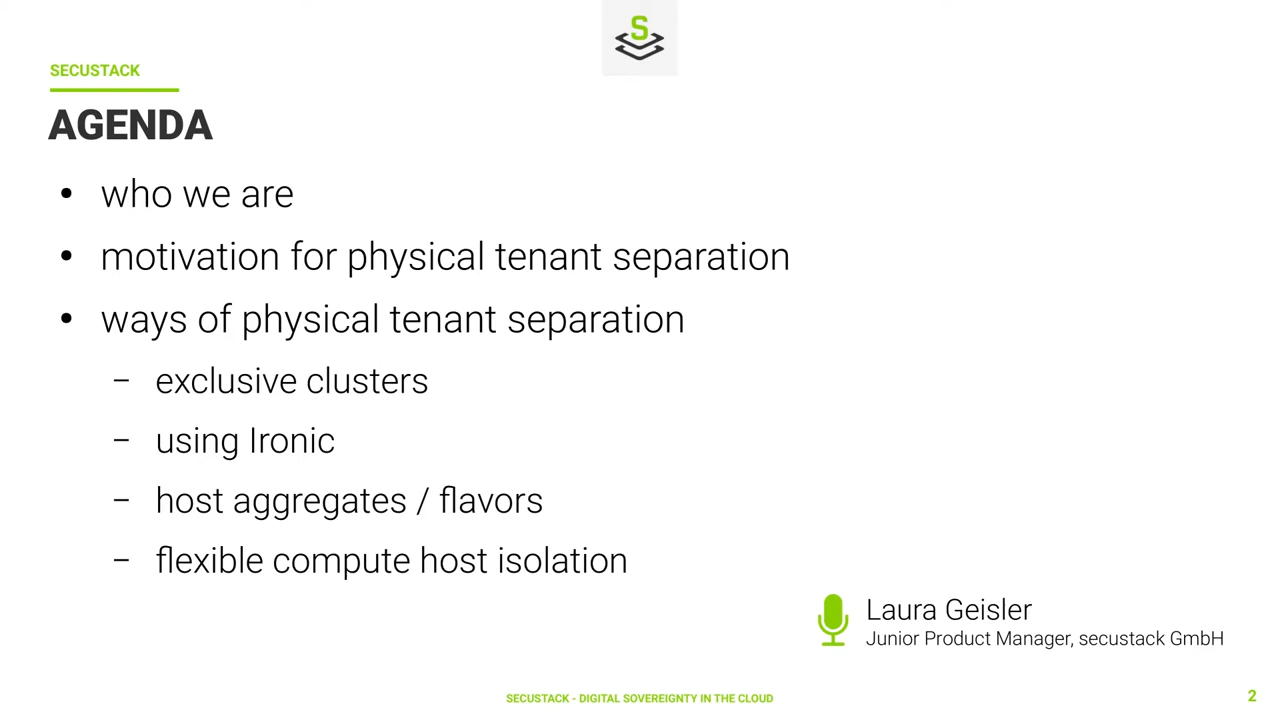 S
SECUSTACK
AGENDA
• who we are
• motivation for physical tenant separation
• ways of physical tenant separation
– exclusive clusters
– using Ironic
– host aggregates / flavors
– flexible compute host isolation
Laura Geisler
Junior Product Manager, secustack GmbH
SECUSTACK - DIGITAL SOVEREIGNTY IN THE CLOUD
2